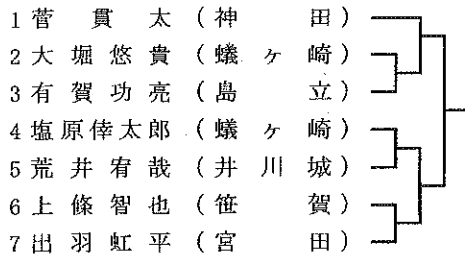 1 菅貫太(神田)
2 大堀悠貴(蟻ヶ崎)
3 有賀功亮(島立)
4 塩原倖太郎(蟻ヶ崎)
5 荒井宥哉(井川城)
6 上條智也(笹賀)
7 出羽虹平(宮田)